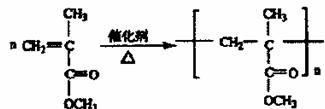 CH₃ CH₃
催化剂
n CH₂=C → [ CH₂—C ]n
△
C=O C=O
OCH₃ OCH₃